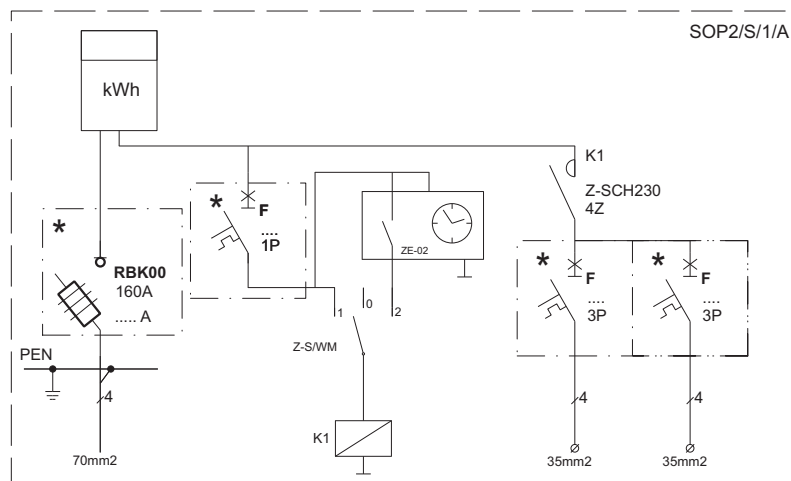 SOP2/S/1/A
kWh
K1
Z-SCH230
4Z
*
F
....
1P
ZE-02
*
RBK00
160A
..... A
*
F
....
3P
*
F
....
3P
1
0
2
Z-S/WM
PEN
4
4
4
K1
70mm2
35mm2
35mm2